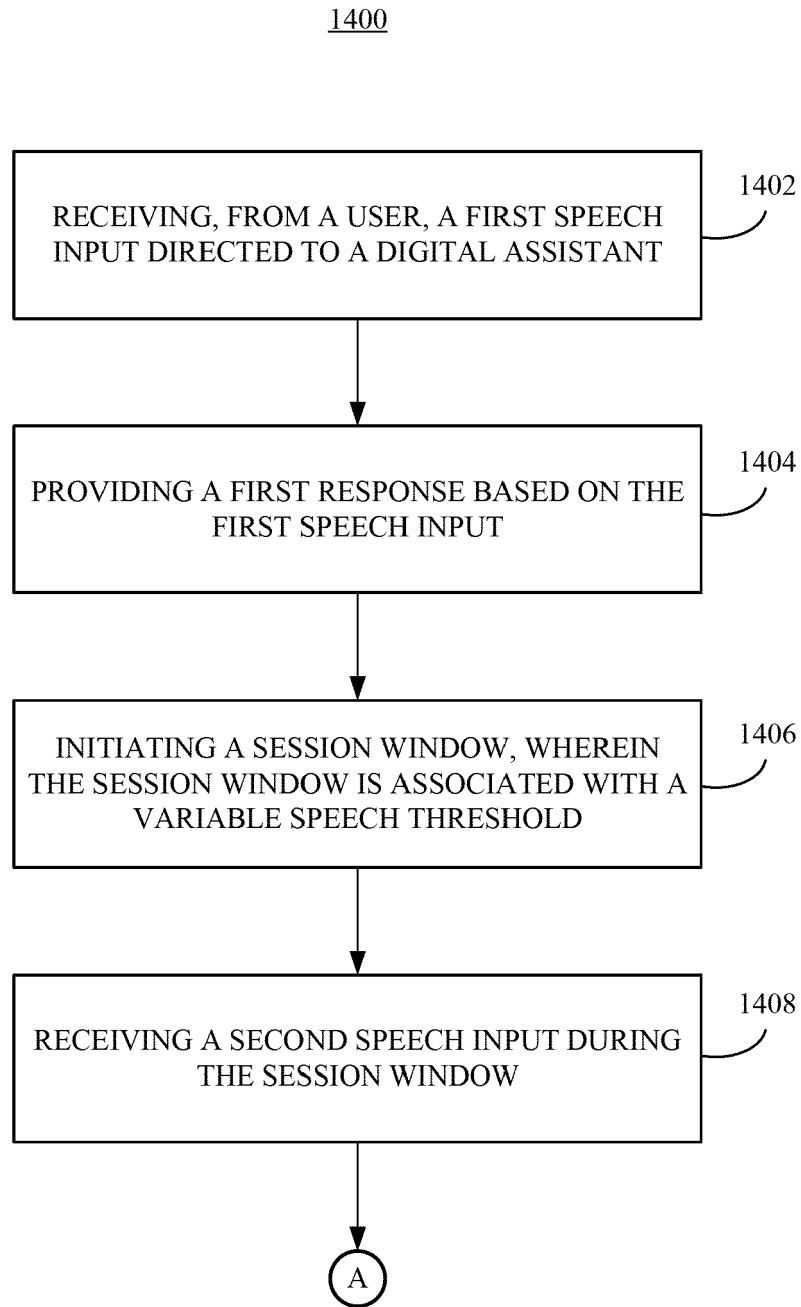 1400
RECEIVING, FROM A USER, A FIRST SPEECH
INPUT DIRECTED TO A DIGITAL ASSISTANT
1402
PROVIDING A FIRST RESPONSE BASED ON THE
FIRST SPEECH INPUT
1404
INITIATING A SESSION WINDOW, WHEREIN
THE SESSION WINDOW IS ASSOCIATED WITH A
VARIABLE SPEECH THRESHOLD
1406
RECEIVING A SECOND SPEECH INPUT DURING
THE SESSION WINDOW
1408
A